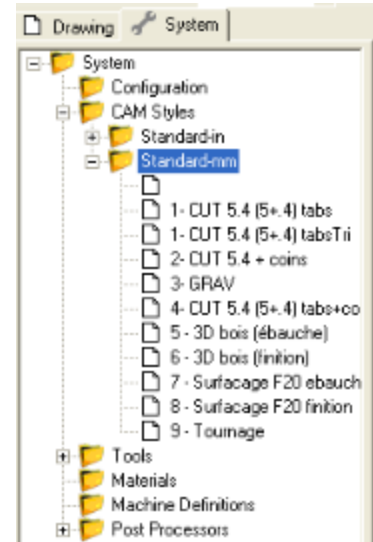 Drawing System
System
Configuration
CAM Styles
Standard-in
Standard-mm
1- CUT 5.4 (5+.4) tabs
1- CUT 5.4 (5+.4) tabsTri
2- CUT 5.4 + coins
3- GRAV
4- CUT 5.4 (5+.4) tabs+co
5 - 3D bois (ébauche)
6 - 3D bois (finition)
7 - Surfacage F20 ebauch
8 - Surfacage F20 finition
9 - Tournage
Tools
Materials
Machine Definitions
Post Processors